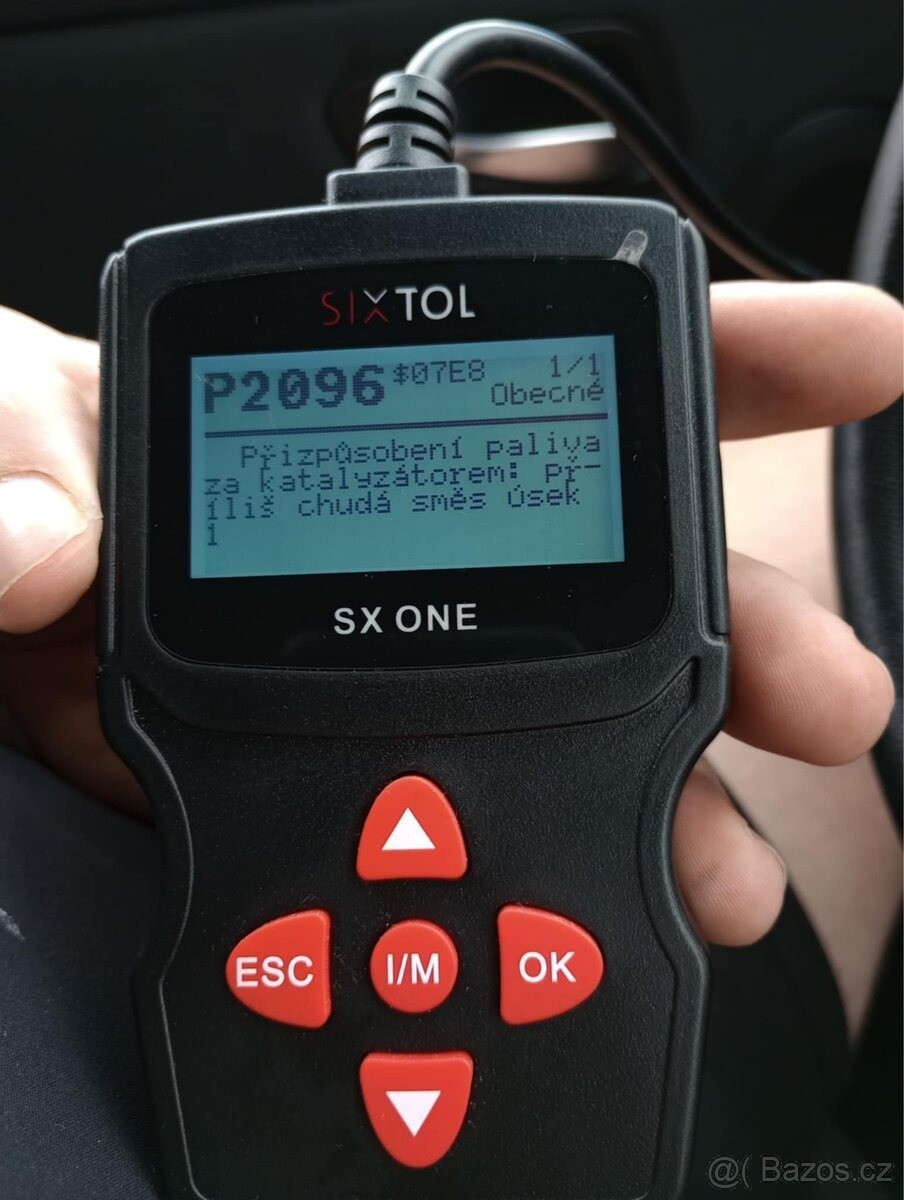 SIXTOL
P2096 $07E8 1/1
Obecné
Přizpůsobení paliva
za katalyzátorem: Př-
íliš chudá směs úsek
1
SX ONE
ESC I/M OK
@( Bazos.cz